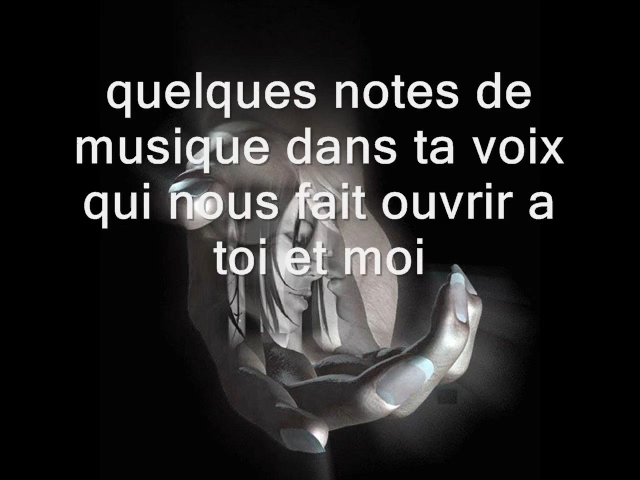 quelques notes de
musique dans ta voix
qui nous fait ouvrir a
toi et moi